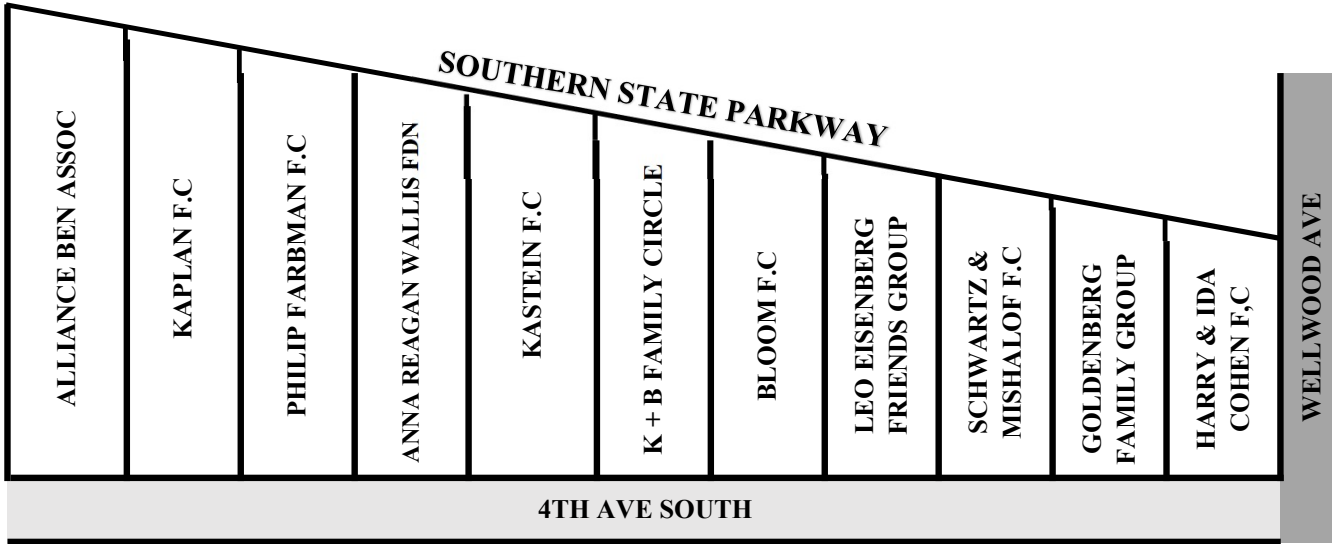 SOUTHERN STATE PARKWAY
ALLIANCE BEN ASSOC
KAPLAN F.C
PHILIP FARBMAN F.C
ANNA REAGAN WALLIS FDN
KASTEIN F.C
K + B FAMILY CIRCLE
BLOOM F.C
LEO EISENBERG
FRIENDS GROUP
SCHWARTZ &
MISHALOF F.C
GOLDENBERG
FAMILY GROUP
HARRY & IDA
COHEN F,C
WELLWOOD AVE
4TH AVE SOUTH